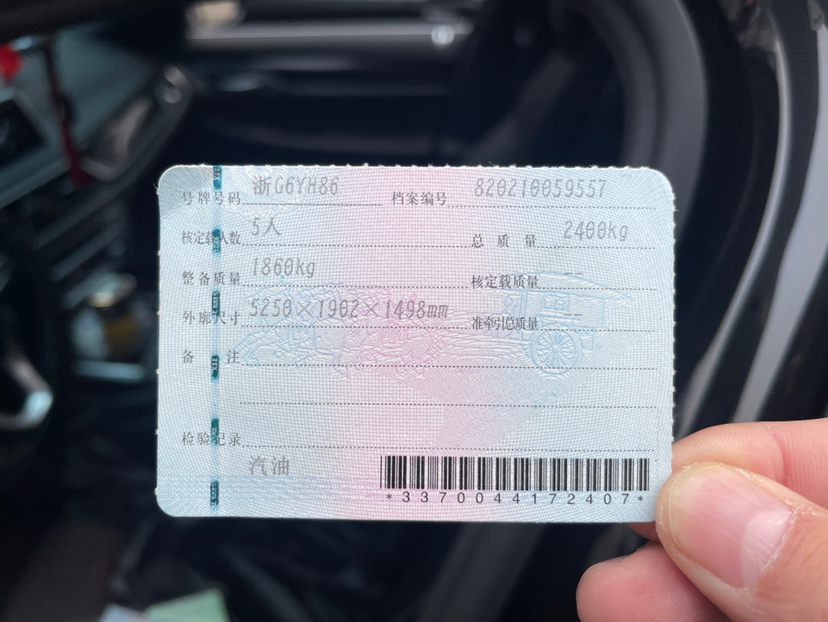 号牌号码 浙G6YH86 档案编号 820210059557
核定载人数 5人 总质量 2400kg
整备质量 1860kg 核定载质量 --
外廓尺寸 5250×1902×1498mm 准牵引总质量 --
备注
检验记录
汽油
*3370044172407*